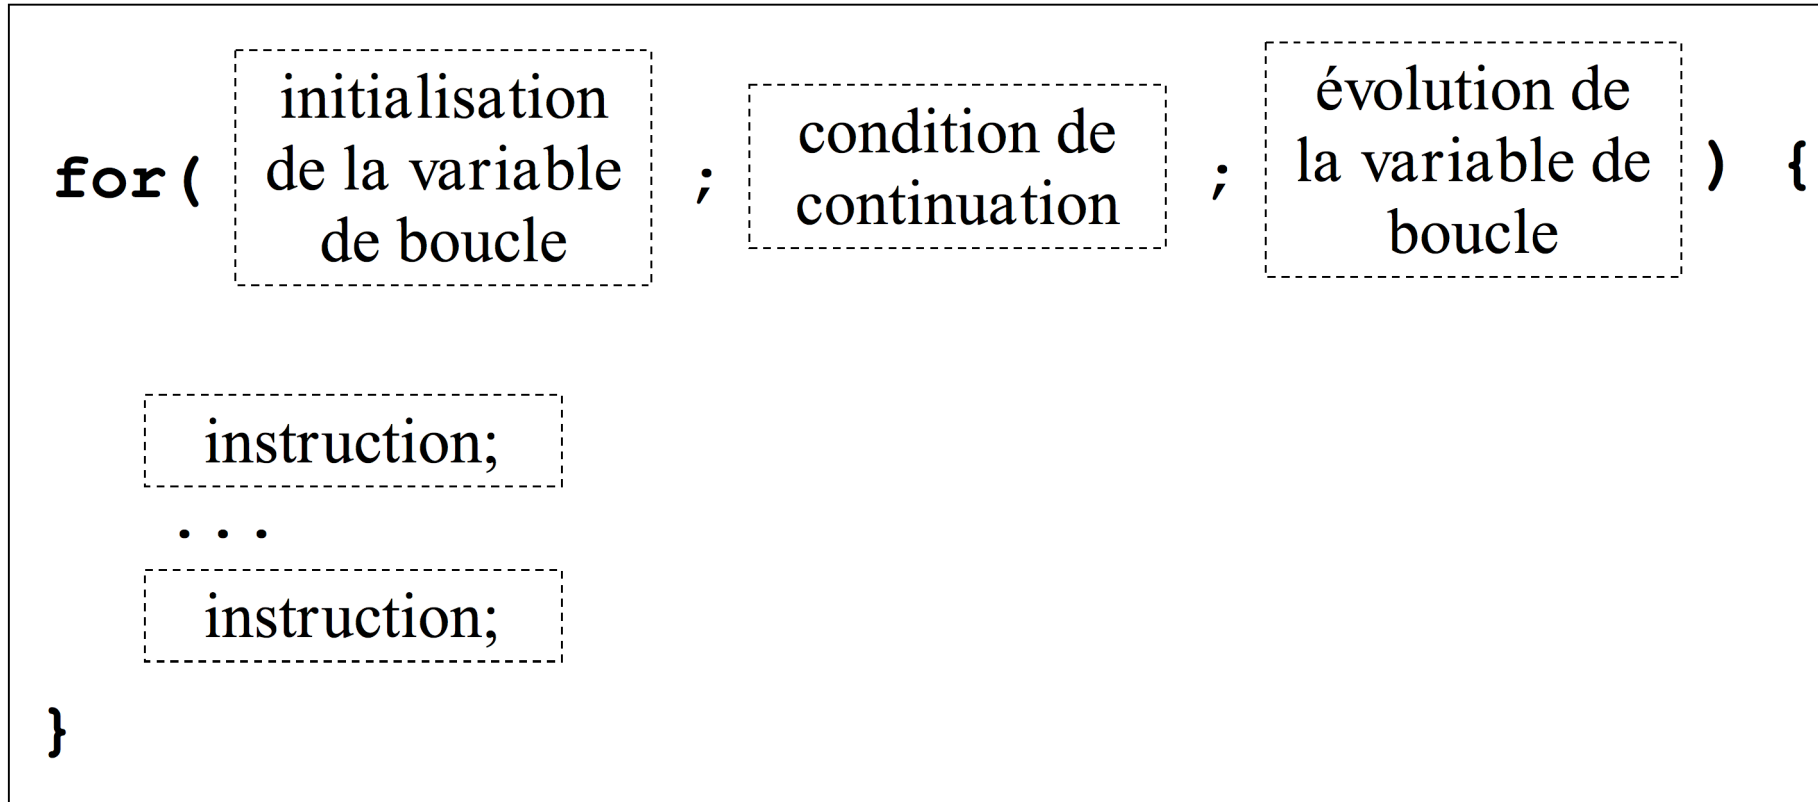 initialisation
de la variable
de boucle
condition de
continuation
évolution de
la variable de
boucle
for( ; ; ) {
instruction;
...
instruction;
}